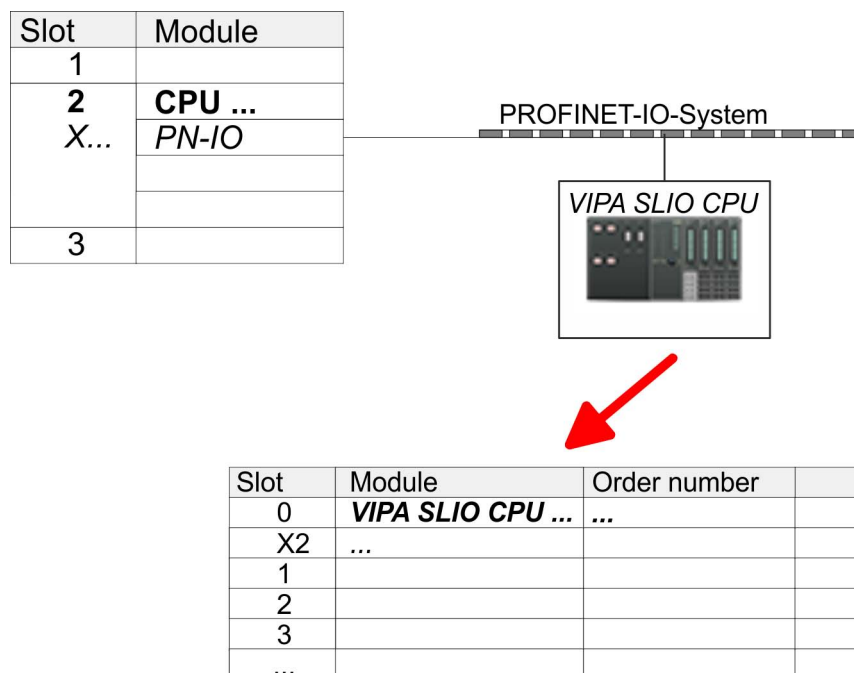 Slot Module
1
2 CPU ...
X... PN-IO
3
PROFINET-IO-System
VIPA SLIO CPU
Slot Module Order number
0 VIPA SLIO CPU ... ...
X2 ...
1
2
3
...